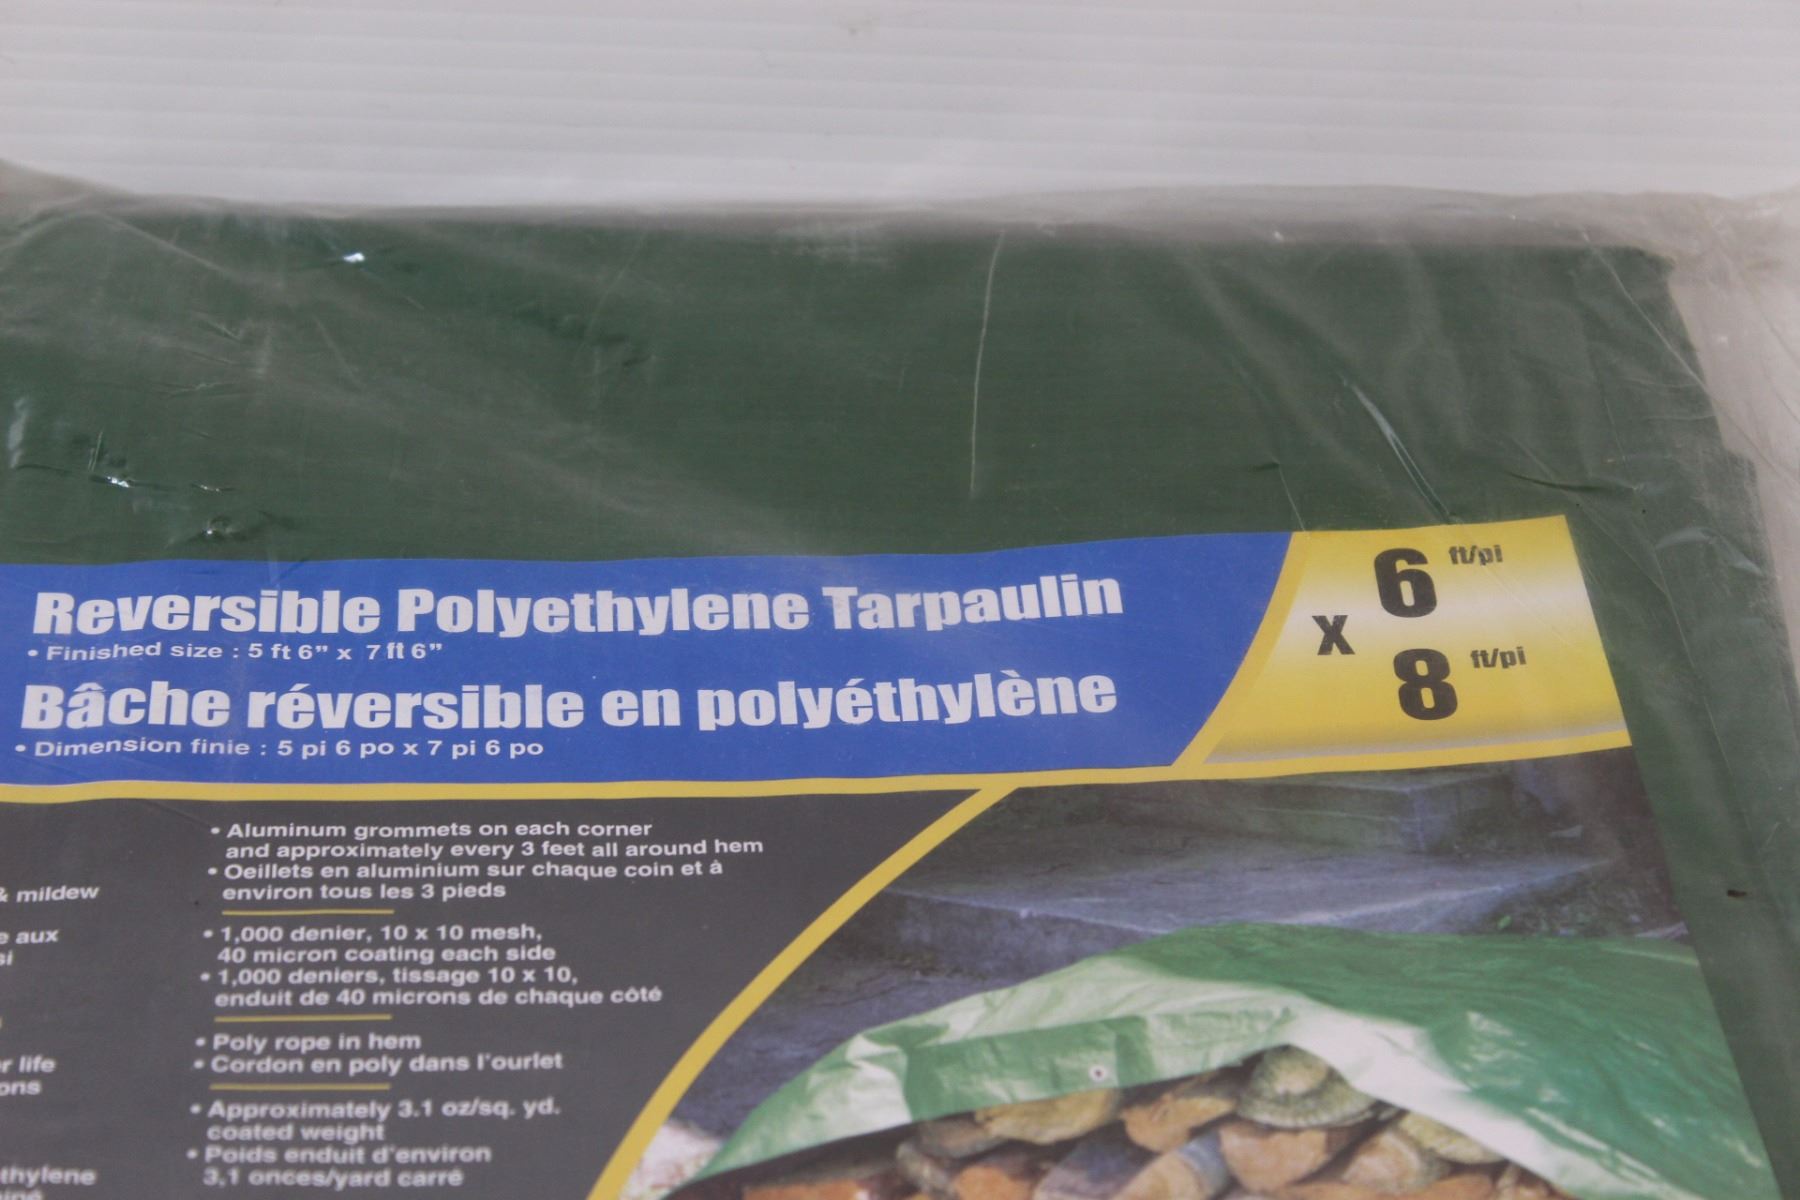 Reversible Polyethylene Tarpaulin
• Finished size : 5 ft 6” x 7 ft 6”
Bâche réversible en polyéthylène
• Dimension finie : 5 pi 6 po x 7 pi 6 po
6 ft/pi
x
8 ft/pi
& mildew
e aux
si
r life
ons
thylene
• Aluminum grommets on each corner
and approximately every 3 feet all around hem
• Oeillets en aluminium sur chaque coin et à
environ tous les 3 pieds
• 1,000 denier, 10 x 10 mesh,
40 micron coating each side
• 1,000 deniers, tissage 10 x 10,
enduit de 40 microns de chaque côté
• Poly rope in hem
• Cordon en poly dans l'ourlet
• Approximately 3.1 oz/sq. yd.
coated weight
• Poids enduit d'environ
3,1 onces/yard carré